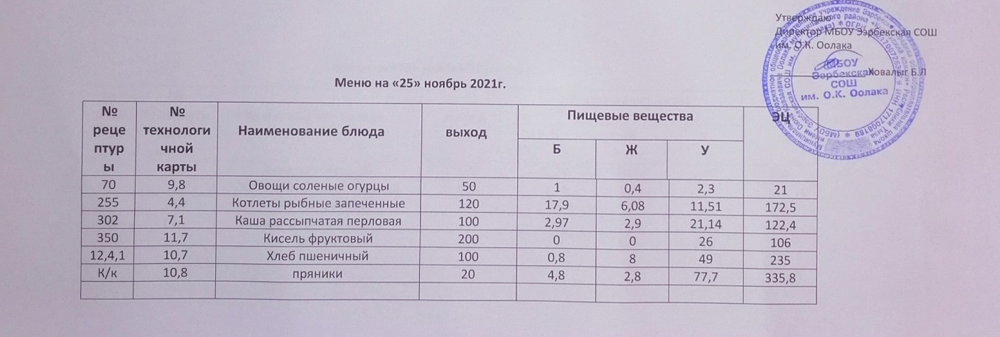 Утверждаю
Директор МБОУ Ээрбекская СОШ
им. О.К. Оолака
Ховалыг Б.Л
МБОУ
Ээрбекская
СОШ
им. О.К. Оолака
Меню на «25» ноябрь 2021г.
№ рецептуры № технологичной карты Наименование блюда выход Пищевые вещества ЭЦ
Б Ж У
70 9,8 Овощи соленые огурцы 50 1 0,4 2,3 21
255 4,4 Котлеты рыбные запеченные 120 17,9 6,08 11,51 172,5
302 7,1 Каша рассыпчатая перловая 100 2,97 2,9 21,14 122,4
350 11,7 Кисель фруктовый 200 0 0 26 106
12,4,1 10,7 Хлеб пшеничный 100 0,8 8 49 235
К/к 10,8 пряники 20 4,8 2,8 77,7 335,8